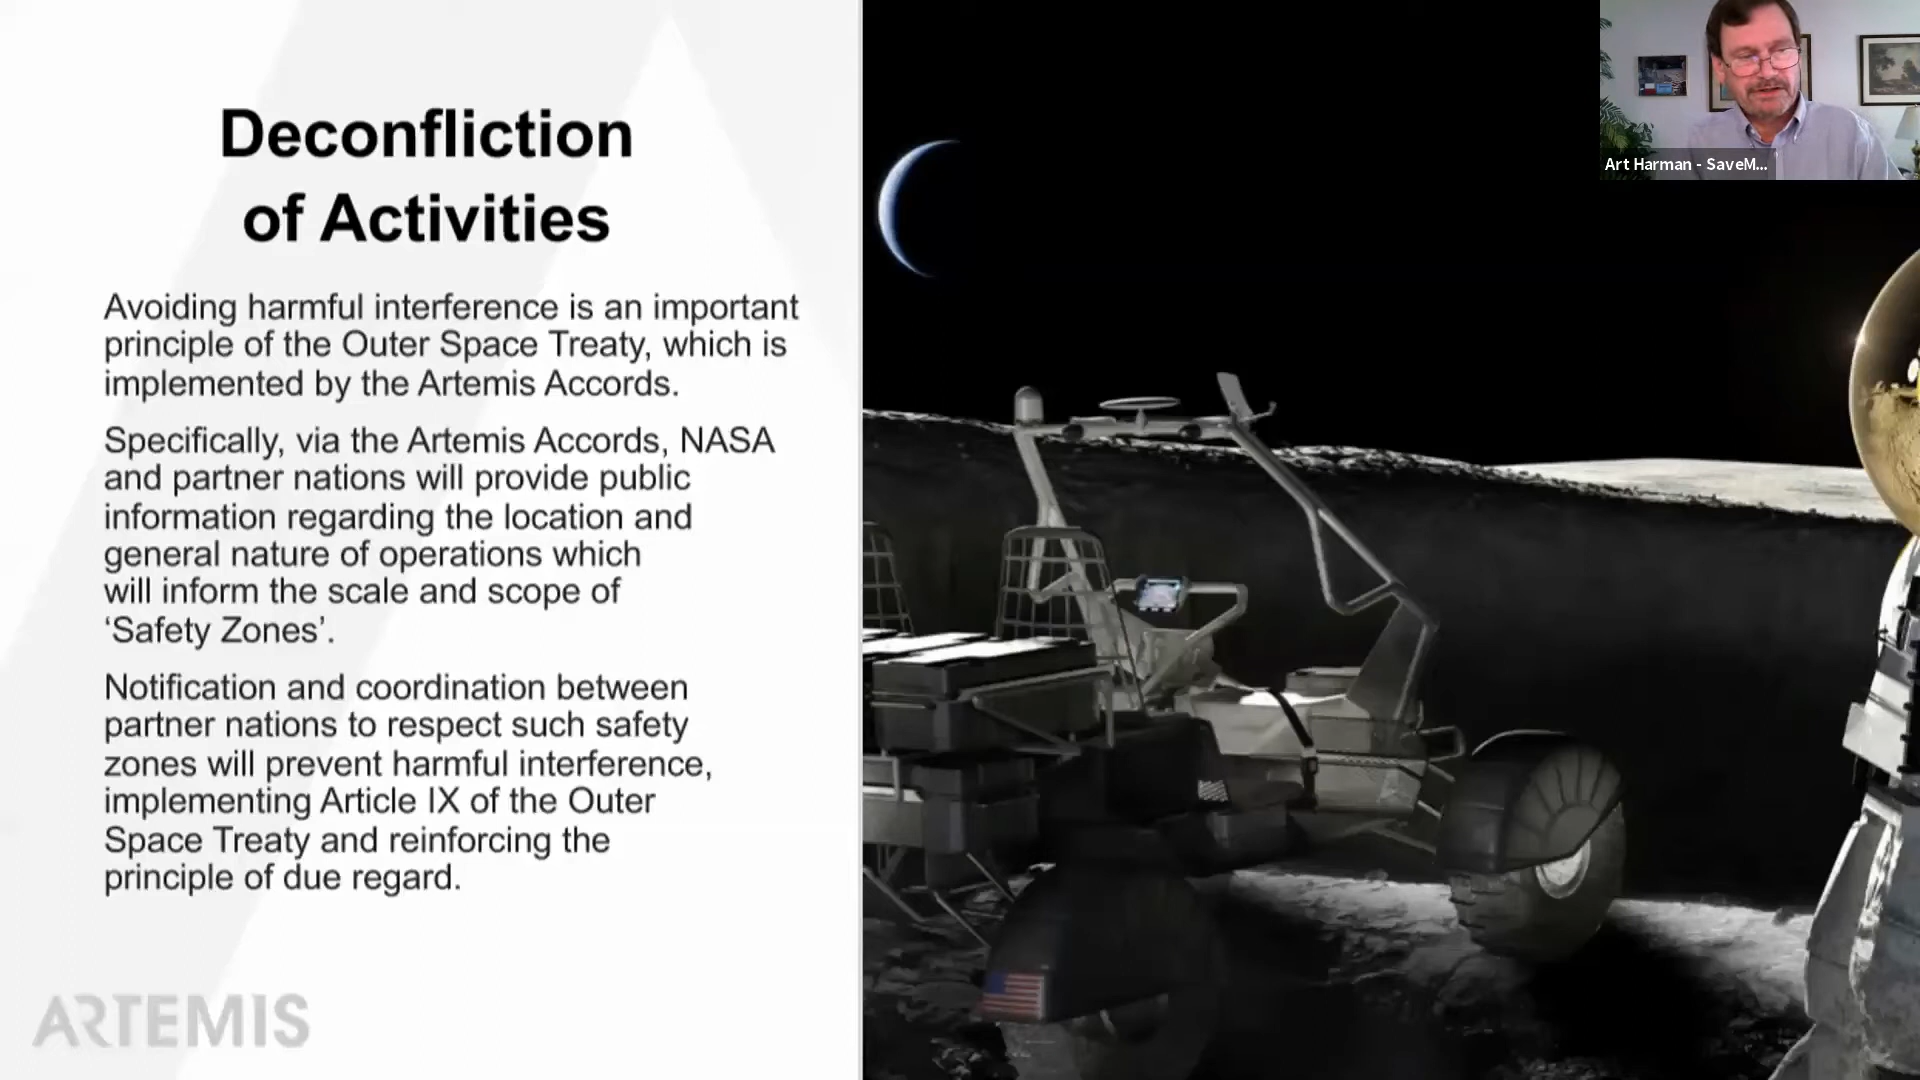 Deconfliction
of Activities
Avoiding harmful interference is an important
principle of the Outer Space Treaty, which is
implemented by the Artemis Accords.
Specifically, via the Artemis Accords, NASA
and partner nations will provide public
information regarding the location and
general nature of operations which
will inform the scale and scope of
‘Safety Zones’.
Notification and coordination between
partner nations to respect such safety
zones will prevent harmful interference,
implementing Article IX of the Outer
Space Treaty and reinforcing the
principle of due regard.
ARTEMIS
Art Harman - SaveM...